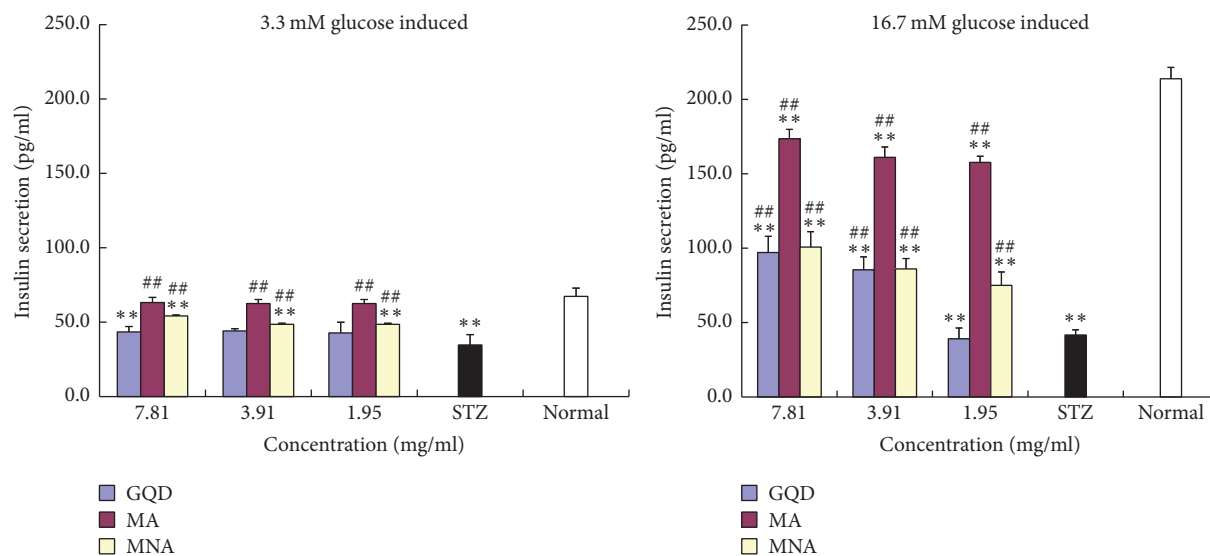 3.3 mM glucose induced
250.0
200.0
150.0
100.0
50.0
0.0
Insulin secretion (pg/ml)
** ## ## **
## ## **
## ## **
**
7.81 3.91 1.95 STZ Normal
Concentration (mg/ml)
GQD
MA
MNA
16.7 mM glucose induced
250.0
200.0
150.0
100.0
50.0
0.0
Insulin secretion (pg/ml)
## ** ## ** ## **
## ** ## ** ## **
** ## ** ## **
**
7.81 3.91 1.95 STZ Normal
Concentration (mg/ml)
GQD
MA
MNA